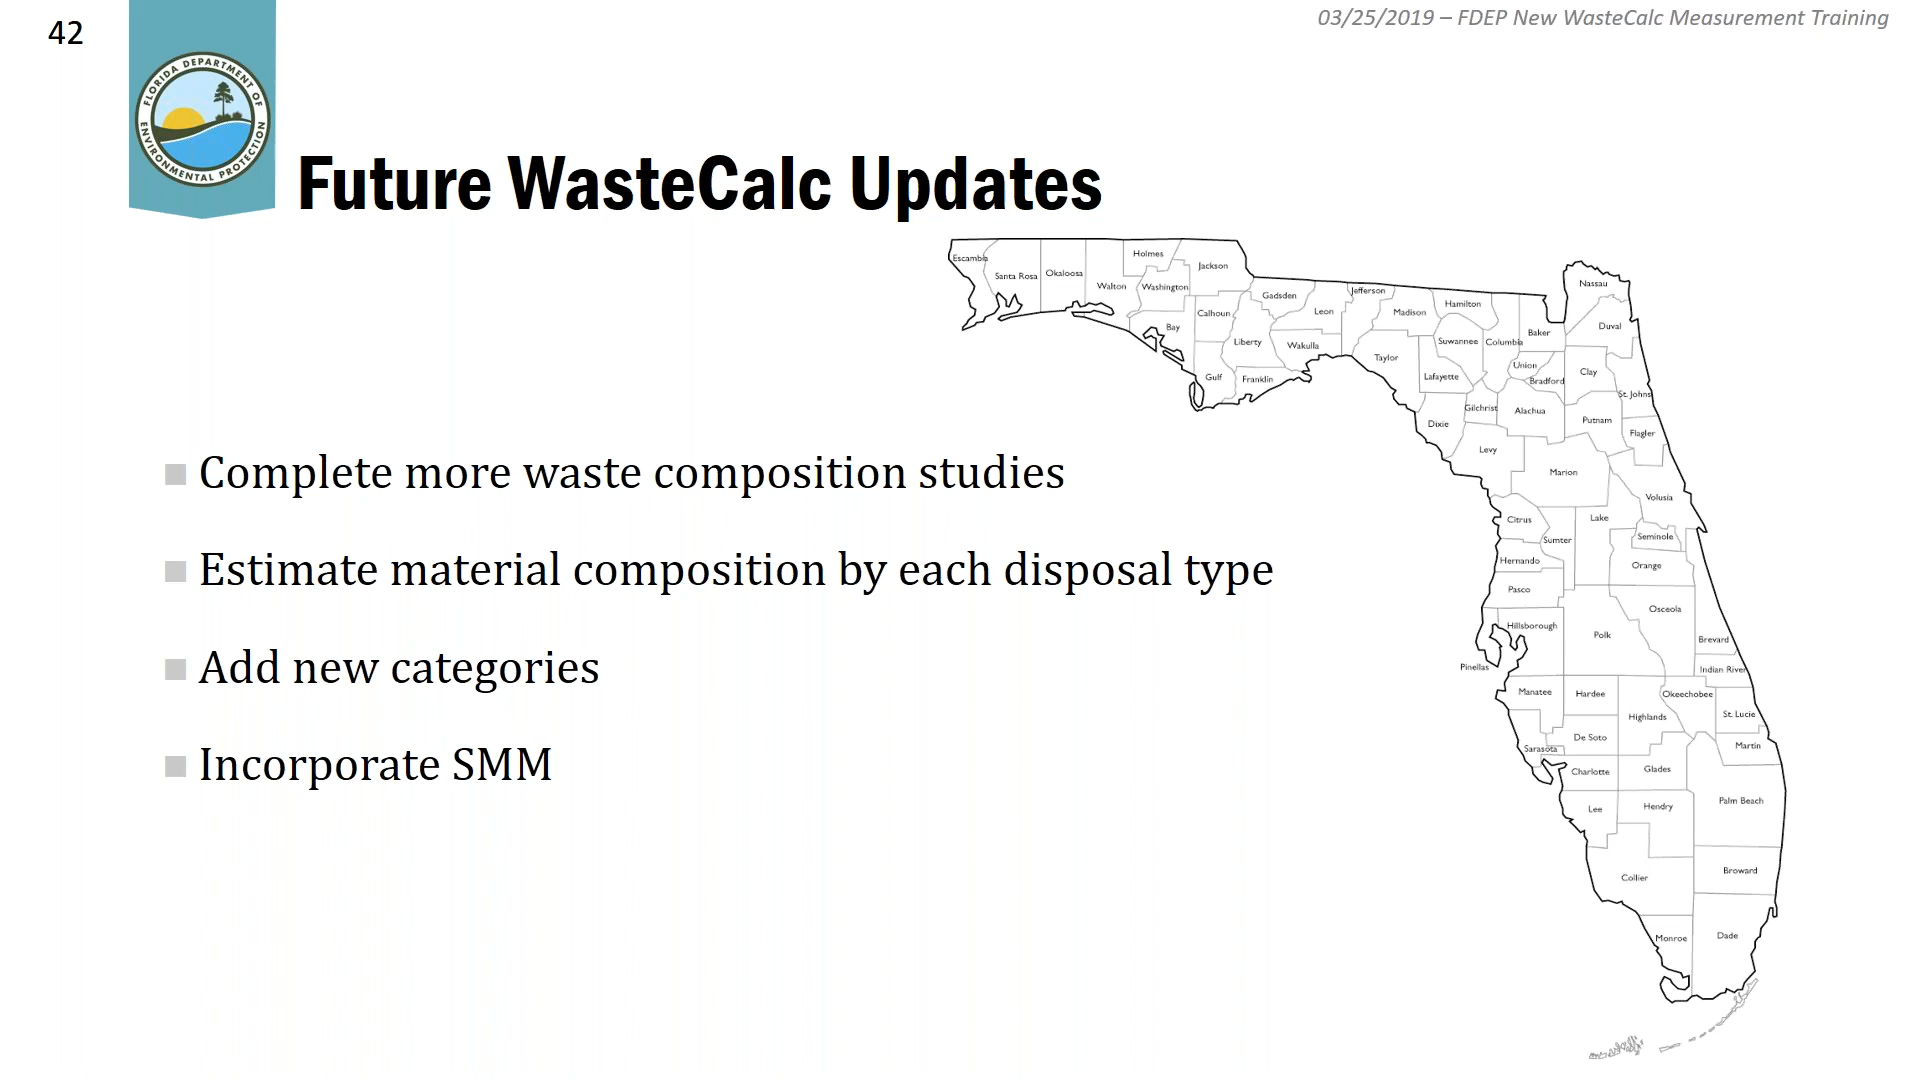 42
03/25/2019 – FDEP New WasteCalc Measurement Training
FLORIDA DEPARTMENT OF
ENVIRONMENTAL PROTECTION
Future WasteCalc Updates
Complete more waste composition studies
Estimate material composition by each disposal type
Add new categories
Incorporate SMM
Escambia
Santa Rosa
Okaloosa
Walton
Holmes
Washington
Jackson
Bay
Calhoun
Gulf
Liberty
Gadsden
Franklin
Leon
Wakulla
Jefferson
Madison
Taylor
Hamilton
Suwannee
Lafayette
Dixie
Columbia
Gilchrist
Levy
Baker
Union
Bradford
Alachua
Nassau
Duval
Clay
St. Johns
Putnam
Flagler
Marion
Volusia
Citrus
Sumter
Lake
Seminole
Hernando
Orange
Pasco
Osceola
Hillsborough
Polk
Brevard
Pinellas
Indian River
Manatee
Hardee
Okeechobee
Highlands
St. Lucie
Sarasota
De Soto
Martin
Charlotte
Glades
Lee
Hendry
Palm Beach
Collier
Broward
Monroe
Dade